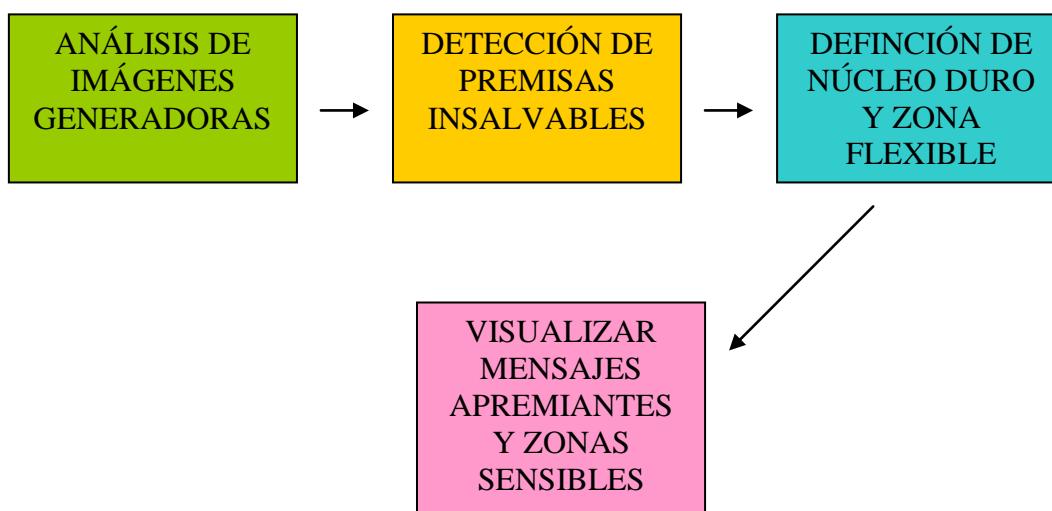 ANÁLISIS DE
IMÁGENES
GENERADORAS
DETECCIÓN DE
PREMISAS
INSALVABLES
DEFINCIÓN DE
NÚCLEO DURO
Y ZONA
FLEXIBLE
VISUALIZAR
MENSAJES
APREMIANTES
Y ZONAS
SENSIBLES